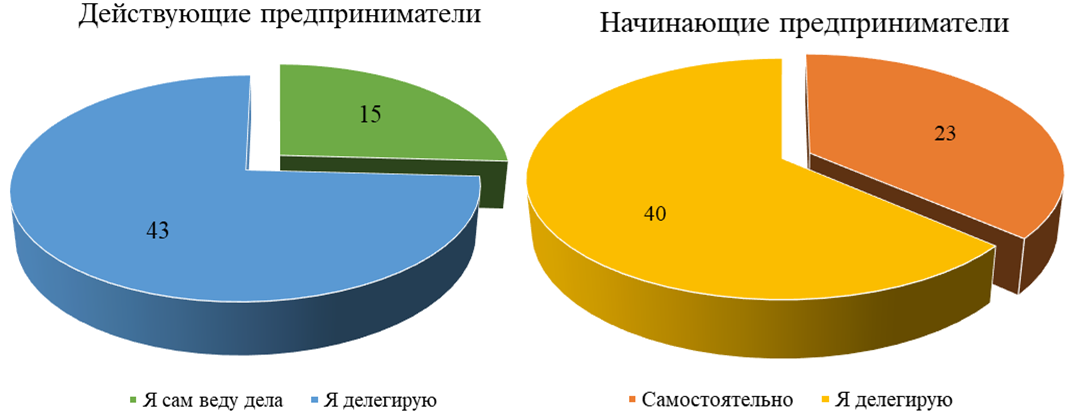 Действующие предприниматели
15
43
Я сам веду дела
Я делегирую
Начинающие предприниматели
23
40
Самостоятельно
Я делегирую